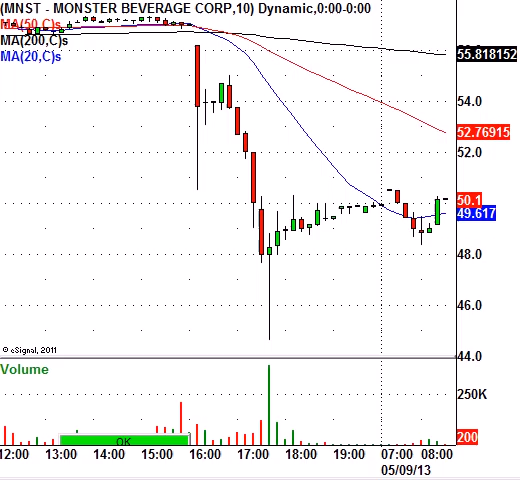 (MNST - MONSTER BEVERAGE CORP,10) Dynamic,0:00-0:00
MA(50,C)s
MA(200,C)s
MA(20,C)s
55.818152
54.0
52.76915
52.0
50.1
49.617
48.0
46.0
© eSignal, 2011
44.0
Volume
250K
200
OK
12:00 13:00 14:00 15:00 16:00 17:00 18:00 19:00 07:00 08:00
05/09/13